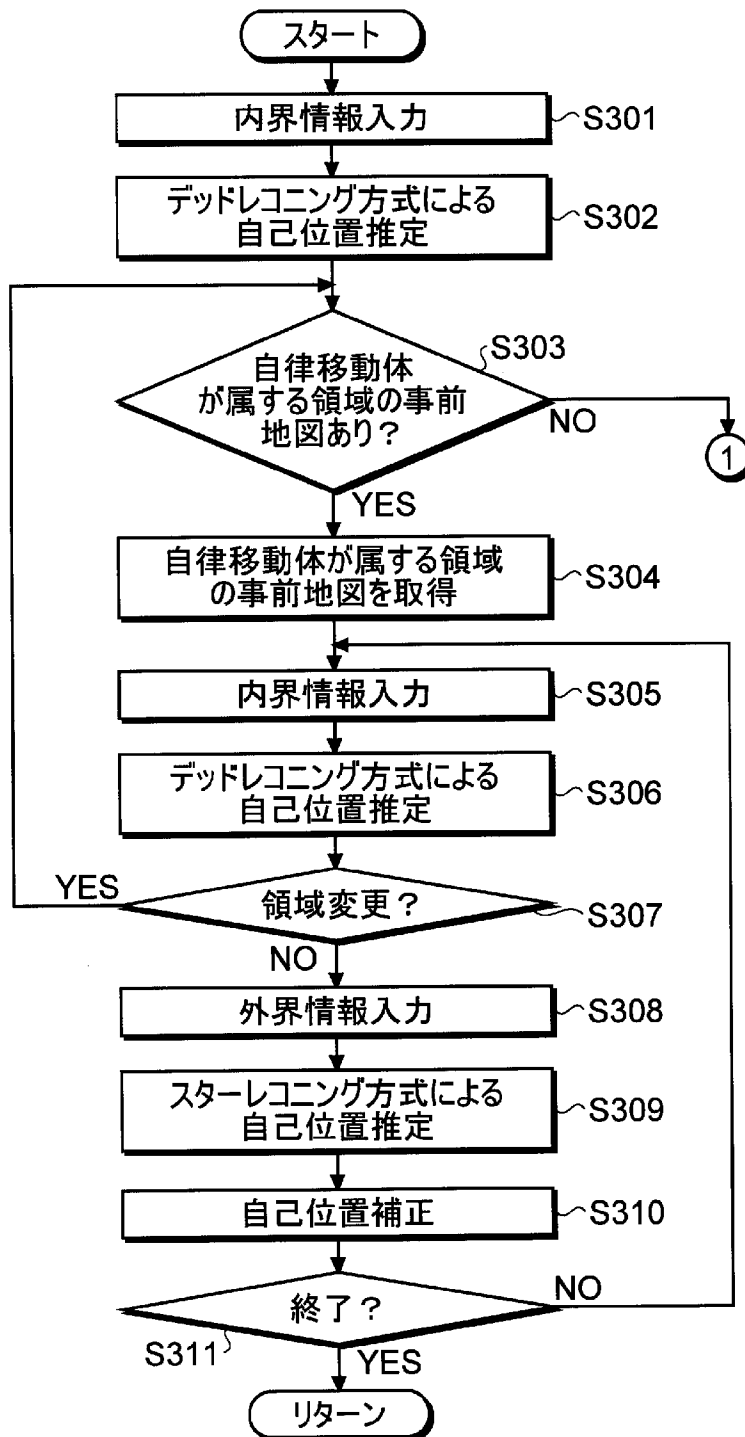 スタート
内界情報入力
S301
デッドレコニング方式による
自己位置推定
S302
S303
自律移動体
が属する領域の事前
地図あり?
NO
1
YES
自律移動体が属する領域
の事前地図を取得
S304
内界情報入力
S305
デッドレコニング方式による
自己位置推定
S306
YES
領域変更?
S307
NO
外界情報入力
S308
スターレコニング方式による
自己位置推定
S309
自己位置補正
S310
NO
終了?
S311
YES
リターン